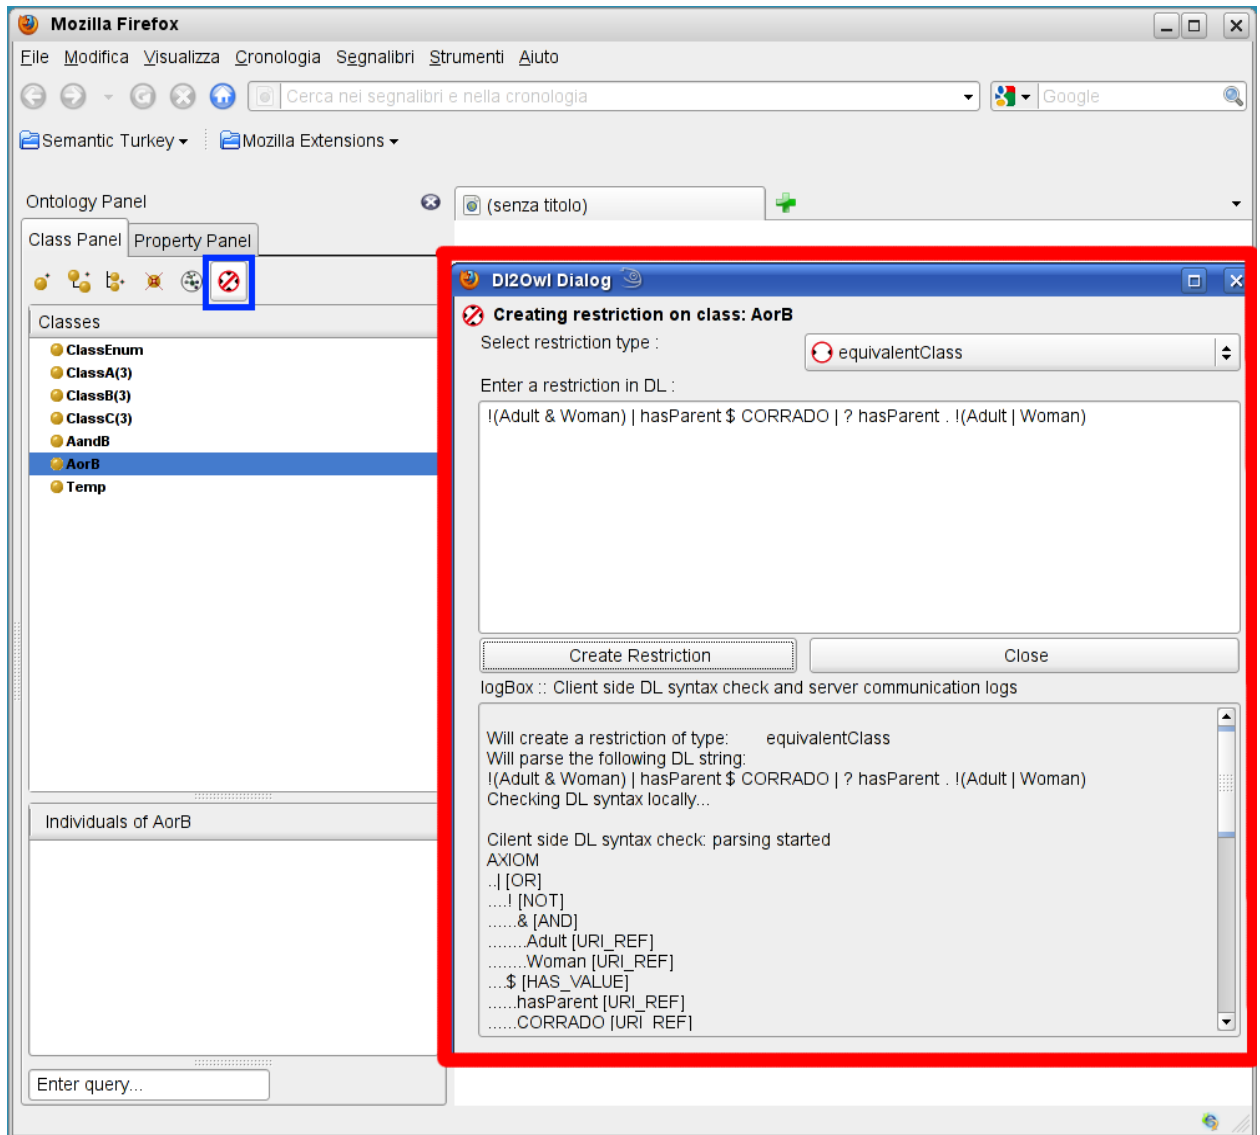 Mozilla Firefox
File Modifica Visualizza Cronologia Segnalibri Strumenti Aiuto
Cerca nei segnalibri e nella cronologia
Google
Semantic Turkey
Mozilla Extensions
Ontology Panel
(senza titolo)
Class Panel
Property Panel
Classes
ClassEnum
ClassA(3)
ClassB(3)
ClassC(3)
AandB
AorB
Temp
Individuals of AorB
Enter query...
Dl2Owl Dialog
Creating restriction on class: AorB
Select restriction type :
equivalentClass
Enter a restriction in DL :
!(Adult & Woman) | hasParent $ CORRADO | ? hasParent . !(Adult | Woman)
Create Restriction
Close
logBox :: Client side DL syntax check and server communication logs
Will create a restriction of type: equivalentClass
Will parse the following DL string:
!(Adult & Woman) | hasParent $ CORRADO | ? hasParent . !(Adult | Woman)
Checking DL syntax locally...
Cilent side DL syntax check: parsing started
AXIOM
..| [OR]
....! [NOT]
......& [AND]
........Adult [URI_REF]
........Woman [URI_REF]
....$ [HAS_VALUE]
......hasParent [URI_REF]
......CORRADO [URI_REF]